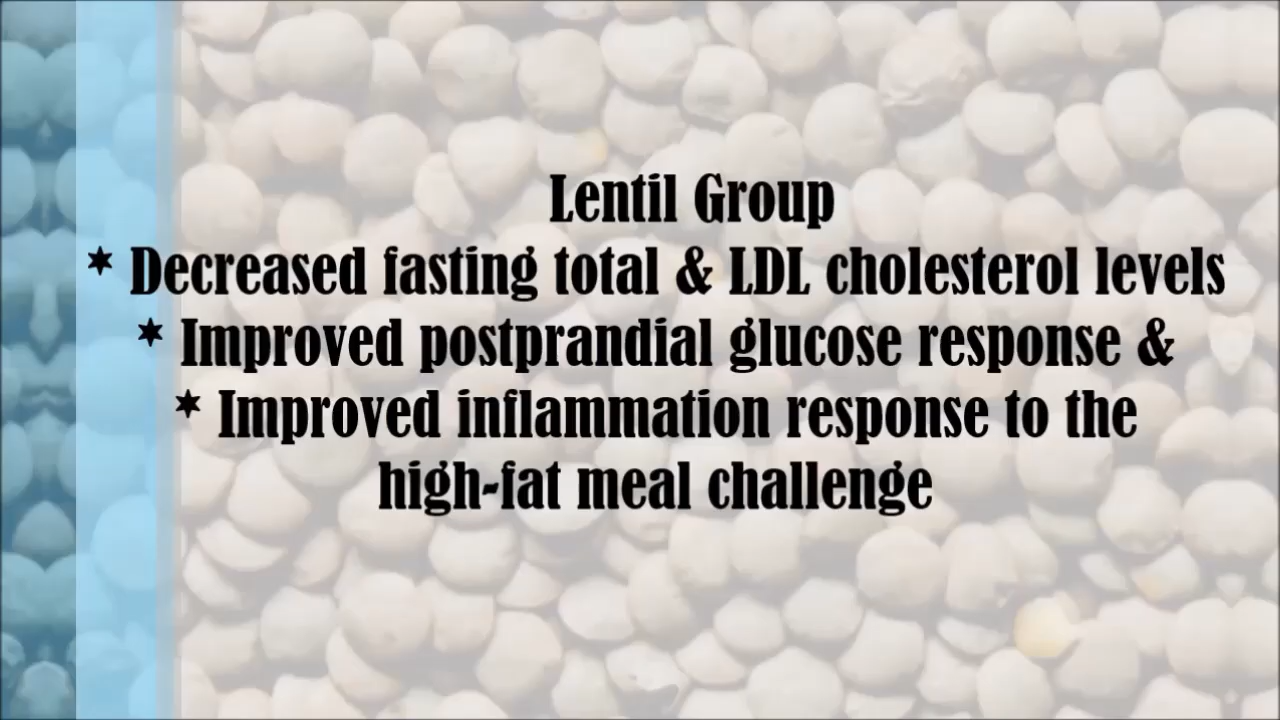 Lentil Group
* Decreased fasting total & LDL cholesterol levels
* Improved postprandial glucose response &
* Improved inflammation response to the
high-fat meal challenge